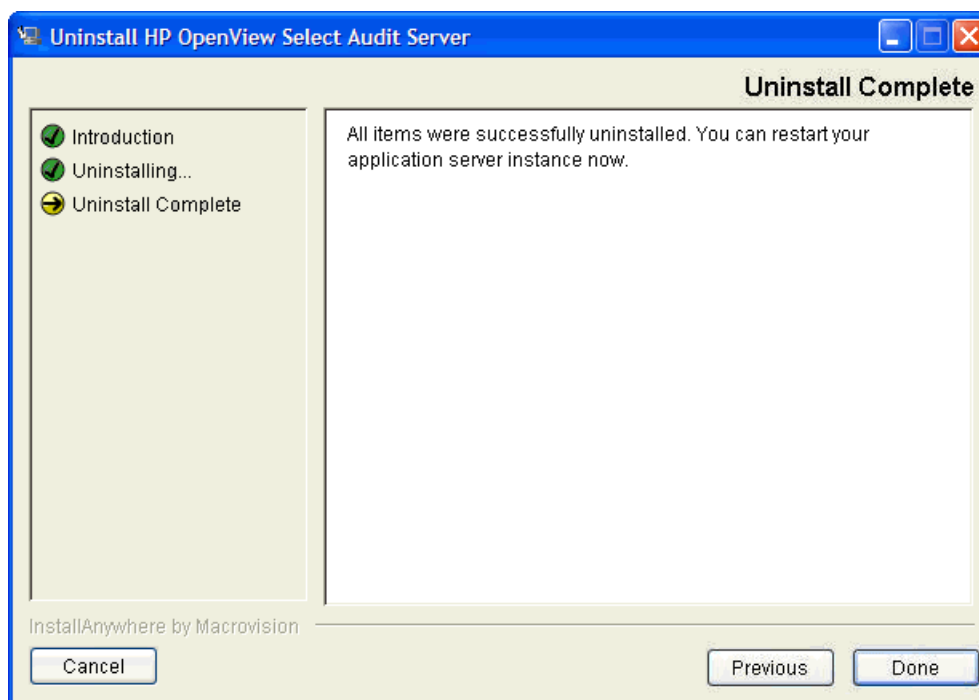 Uninstall HP OpenView Select Audit Server
Uninstall Complete
Introduction
Uninstalling...
Uninstall Complete
All items were successfully uninstalled. You can restart your
application server instance now.
InstallAnywhere by Macrovision
Cancel
Previous
Done